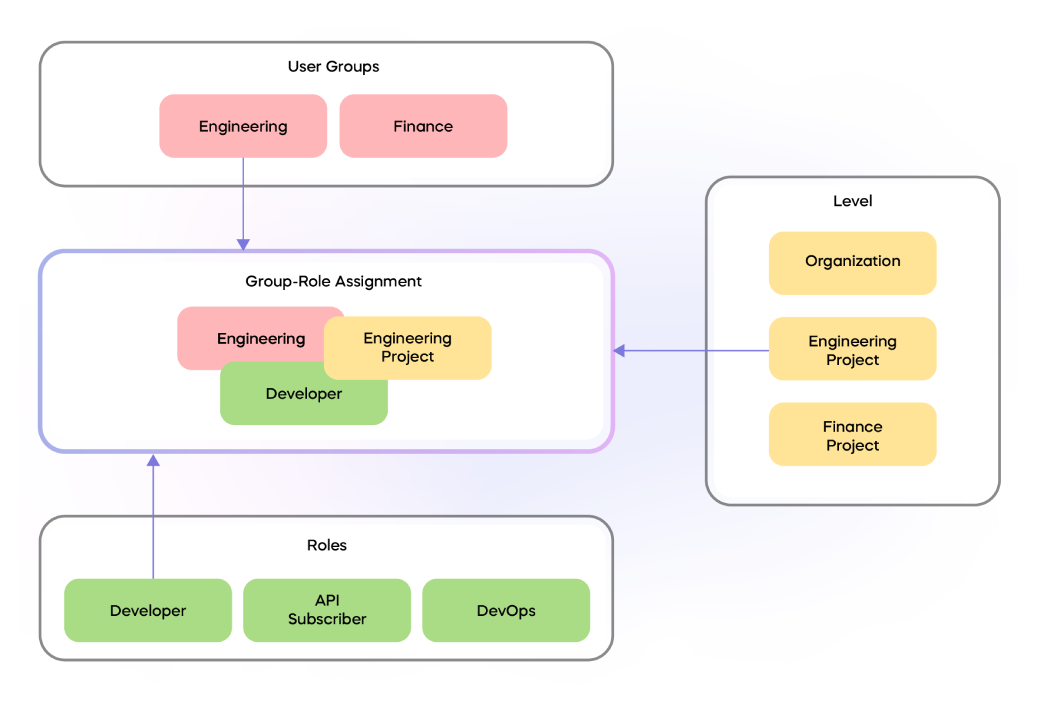 User Groups
Engineering
Finance
Group-Role Assignment
Engineering
Engineering
Project
Developer
Level
Organization
Engineering
Project
Finance
Project
Roles
Developer
API
Subscriber
DevOps